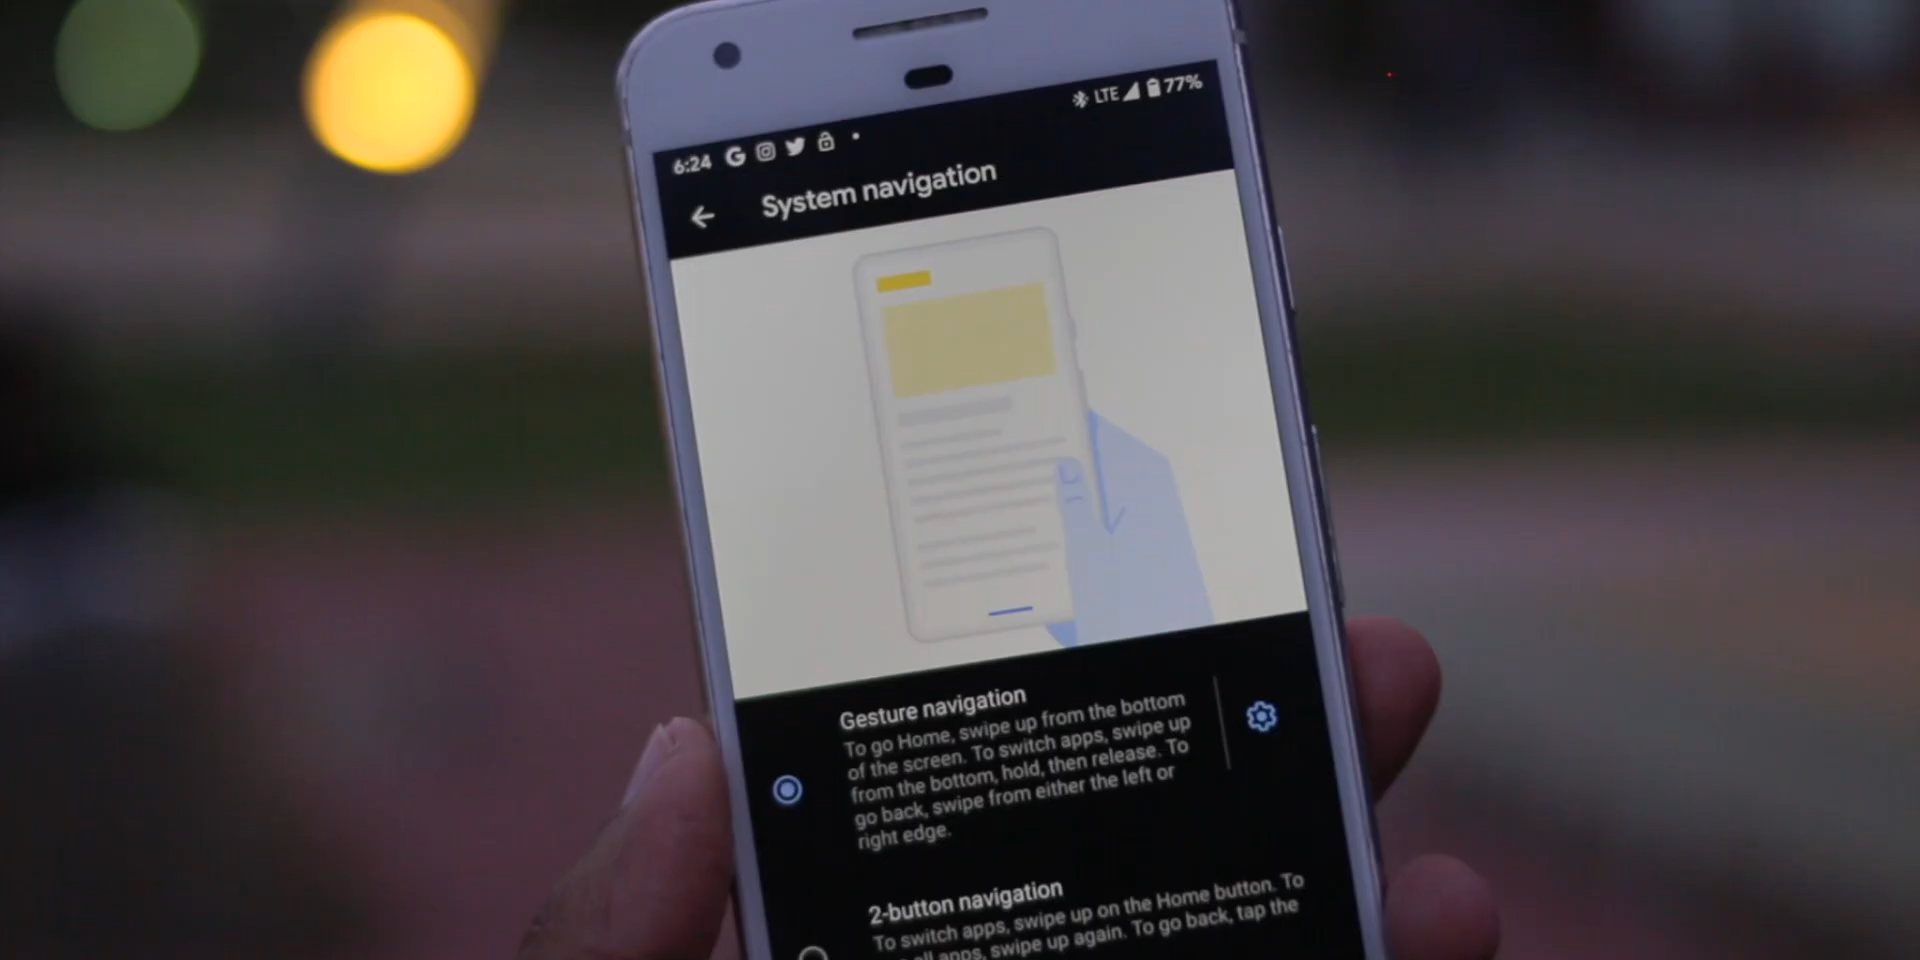 6:24 LTE 77%
System navigation
Gesture navigation
To go Home, swipe up from the bottom
of the screen. To switch apps, swipe up
from the bottom, hold, then release. To
go back, swipe from either the left or
right edge.
2-button navigation
To switch apps, swipe up on the Home button. To
all apps, swipe up again. To go back, tap the